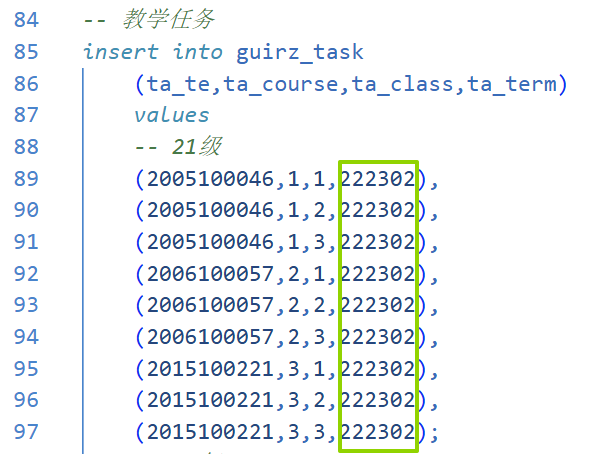 84 -- 教学任务
85 insert into guirz_task
86 (ta_te,ta_course,ta_class,ta_term)
87 values
88 -- 21级
89 (2005100046,1,1,222302),
90 (2005100046,1,2,222302),
91 (2005100046,1,3,222302),
92 (2006100057,2,1,222302),
93 (2006100057,2,2,222302),
94 (2006100057,2,3,222302),
95 (2015100221,3,1,222302),
96 (2015100221,3,2,222302),
97 (2015100221,3,3,222302);